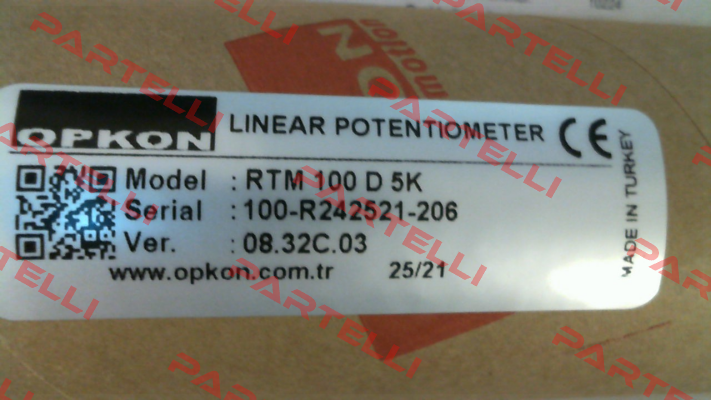 10224
OPKON
LINEAR POTENTIOMETER CE
Model : RTM 100 D 5K
Serial : 100-R242521-206
Ver. : 08.32C.03
www.opkon.com.tr 25/21
MADE IN TURKEY
PARTELLI
PARTELLI
PARTELLI
PARTELLI
PARTELLI
PARTELLI
PARTELLI
PARTELLI